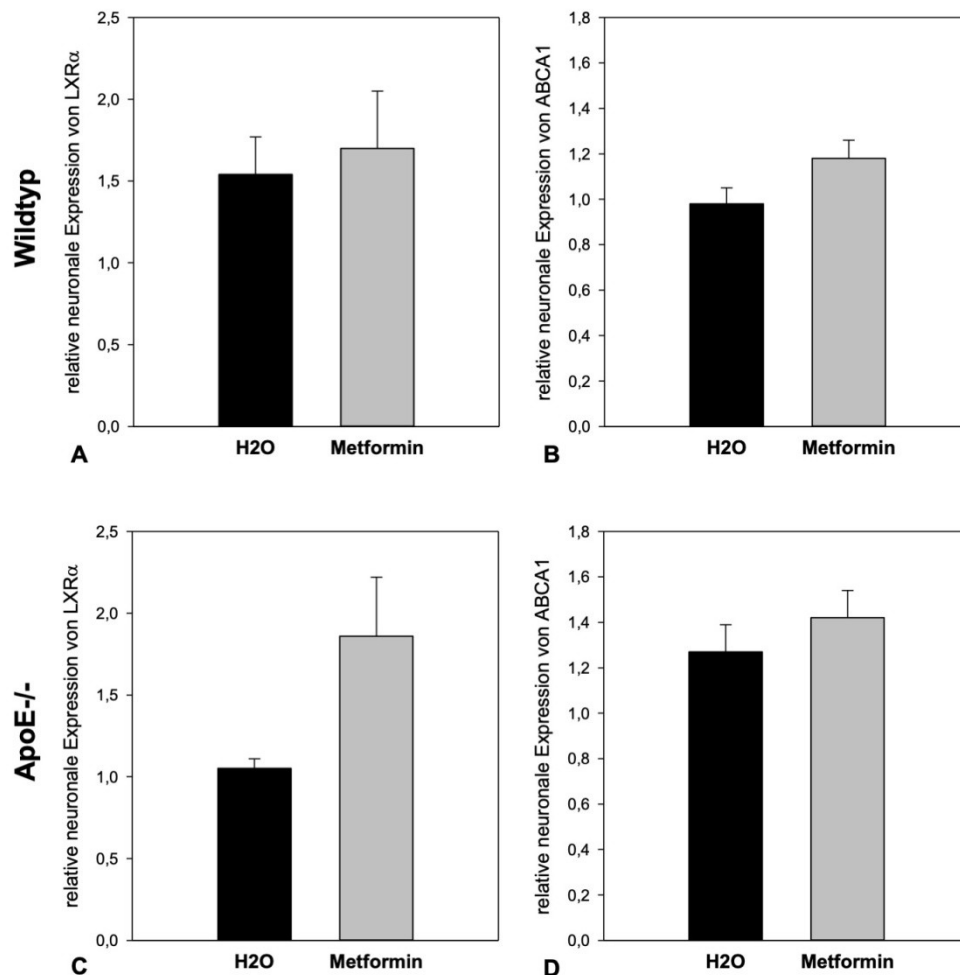 Wildtyp
relative neuronale Expression von LXRα
2,5
2,0
1,5
1,0
0,5
0,0
H2O Metformin
A
relative neuronale Expression von ABCA1
1,8
1,6
1,4
1,2
1,0
0,8
0,6
0,4
0,2
0,0
H2O Metformin
B
ApoE-/-
relative neuronale Expression von LXRα
2,5
2,0
1,5
1,0
0,5
0,0
H2O Metformin
C
relative neuronale Expression von ABCA1
1,8
1,6
1,4
1,2
1,0
0,8
0,6
0,4
0,2
0,0
H2O Metformin
D